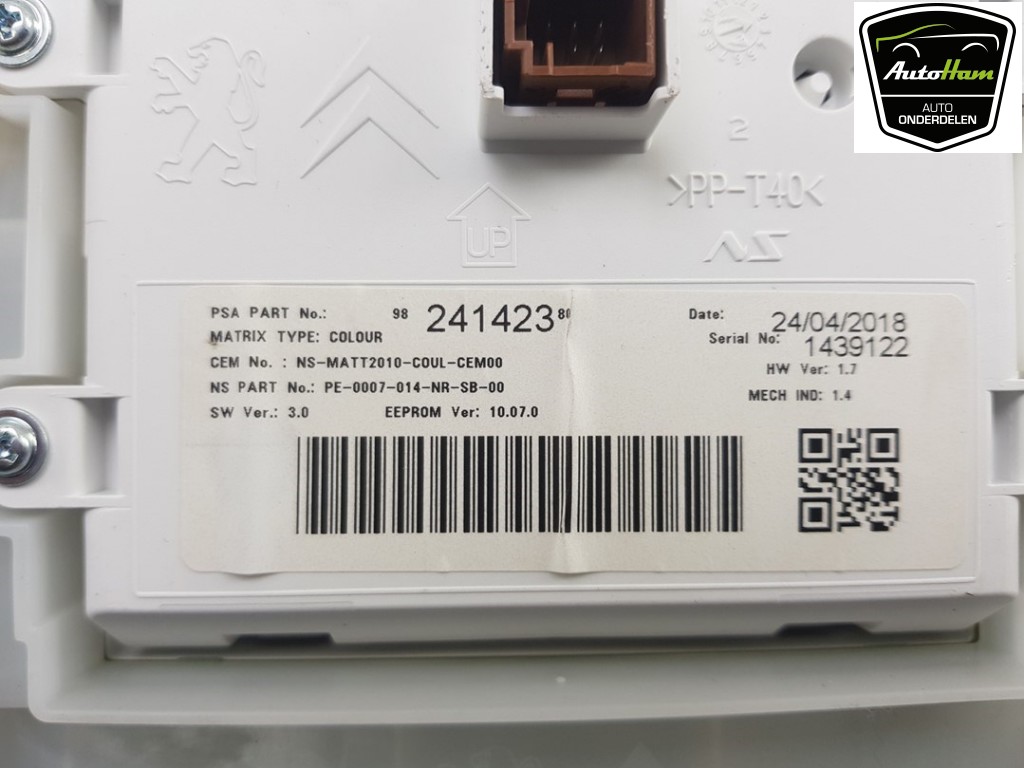 AutoHam
AUTO
ONDERDELEN
2
>PP-T40<
UP
NS
PSA PART No.: 98 241423 80
MATRIX TYPE: COLOUR
CEM No.: NS-MATT2010-COUL-CEM00
NS PART No.: PE-0007-014-NR-SB-00
SW Ver.: 3.0 EEPROM Ver: 10.07.0
Date: 24/04/2018
Serial No: 1439122
HW Ver: 1.7
MECH IND: 1.4